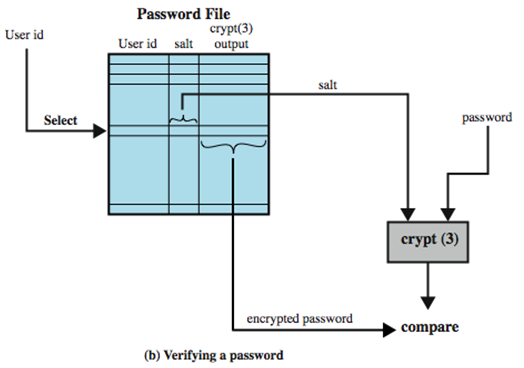 Password File
User id
User id
salt
crypt(3)
output
salt
Select
password
crypt (3)
encrypted password
compare
(b) Verifying a password